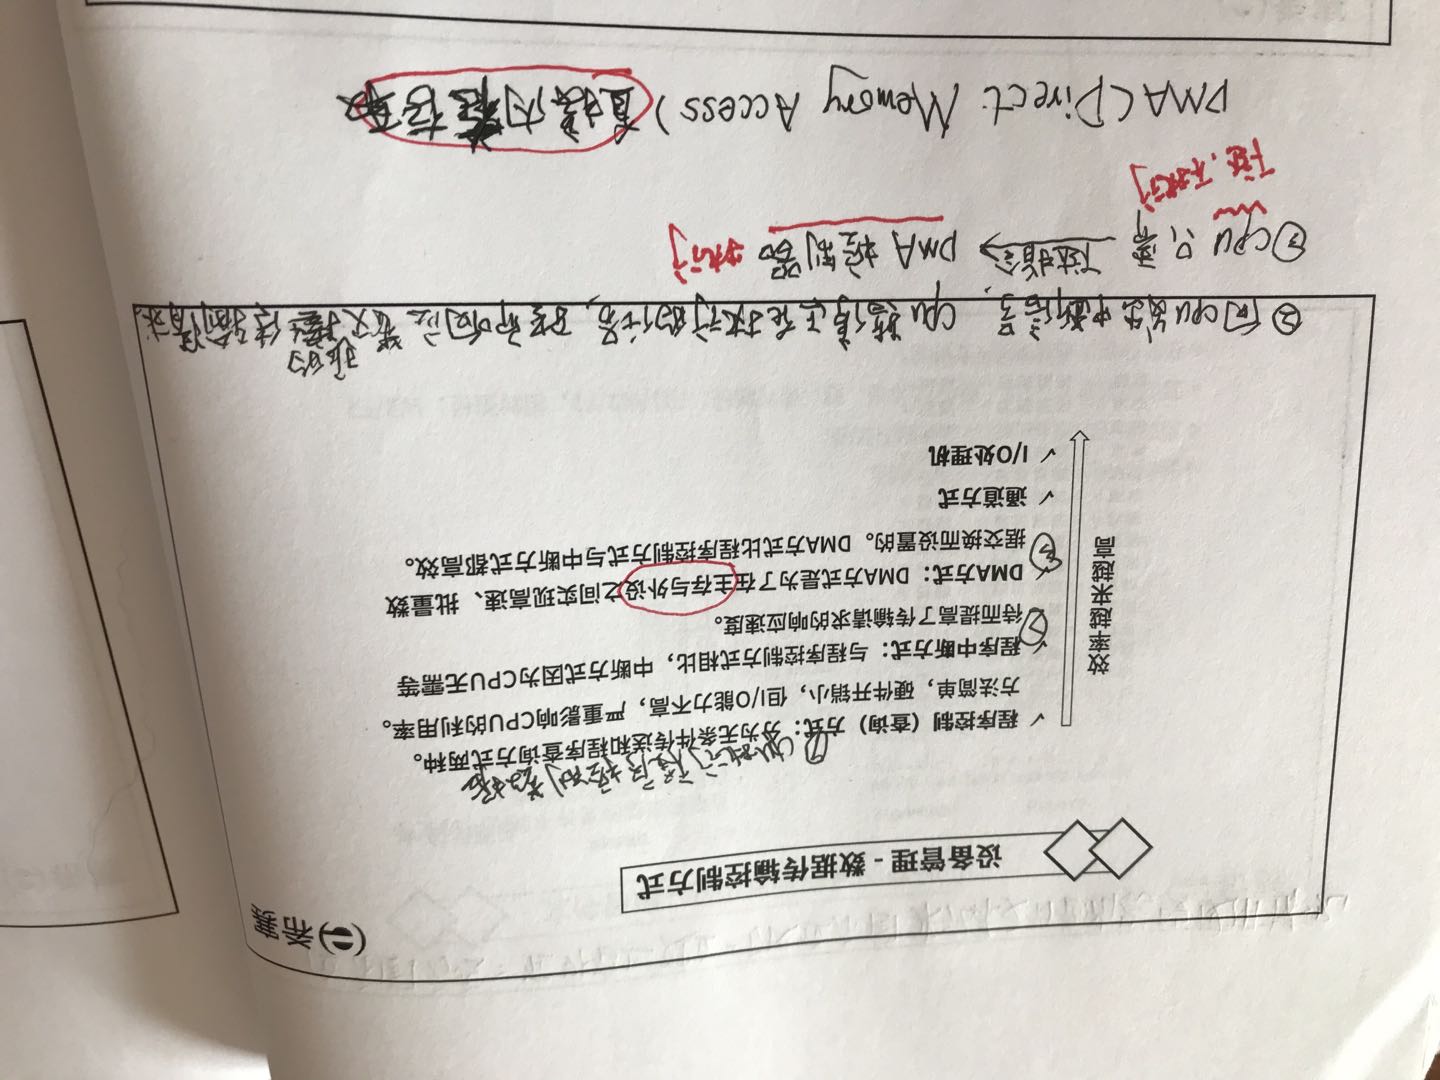 希赛
设备管理 - 数据传输控制方式
① CPU执行程序控制数据
效率越来越高
✓ 程序控制（查询）方式：分为无条件传送和程序查询方式两种。
方法简单，硬件开销小，但I/O能力不高，严重影响CPU的利用率。
✓ 程序中断方式：与程序控制方式相比，中断方式因为CPU无需等
② 待而提高了传输请求的响应速度。
✓ DMA方式：DMA方式是为了在主存与外设之间实现高速、批量数
③ 据交换而设置的。DMA方式比程序控制方式与中断方式都高效。
✓ 通道方式
✓ I/O处理机
② 向cpu发出中断信号，cpu暂停正在执行的任务，转而响应数据的传输请求。
③ cpu只需 下达指令 → DMA 控制器 执行
下达，不执行
DMA（Direct Memory Access）直接内存存取